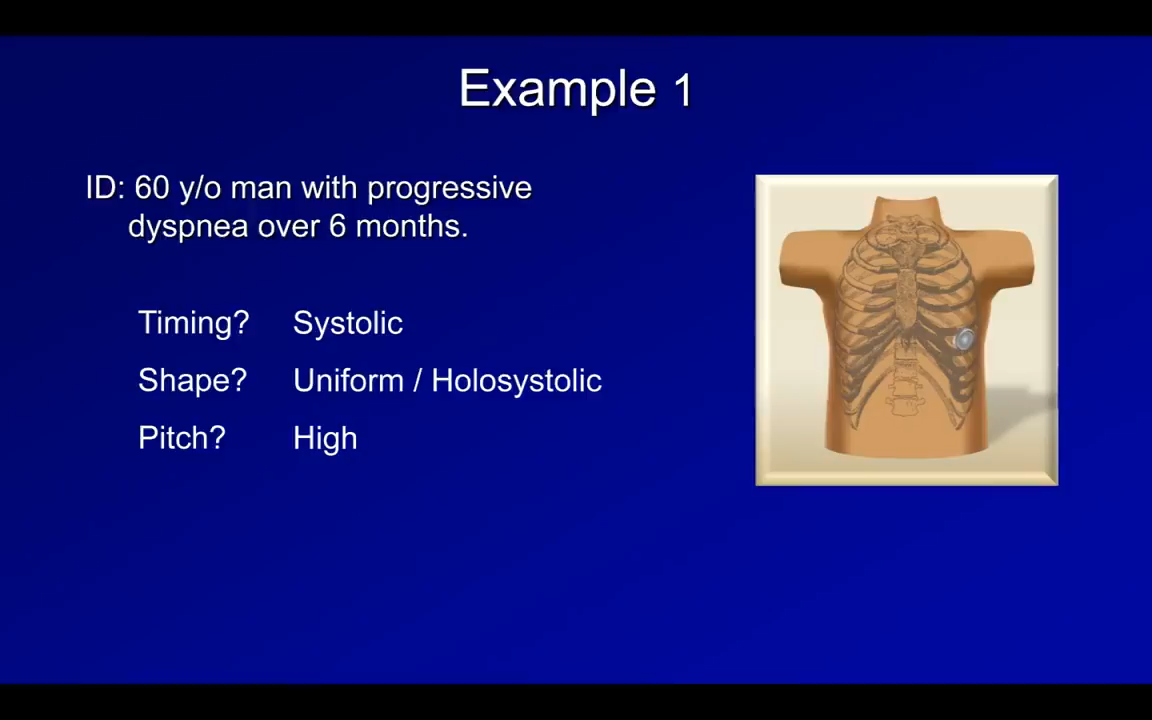 Example 1
ID: 60 y/o man with progressive
dyspnea over 6 months.
Timing? Systolic
Shape? Uniform / Holosystolic
Pitch? High